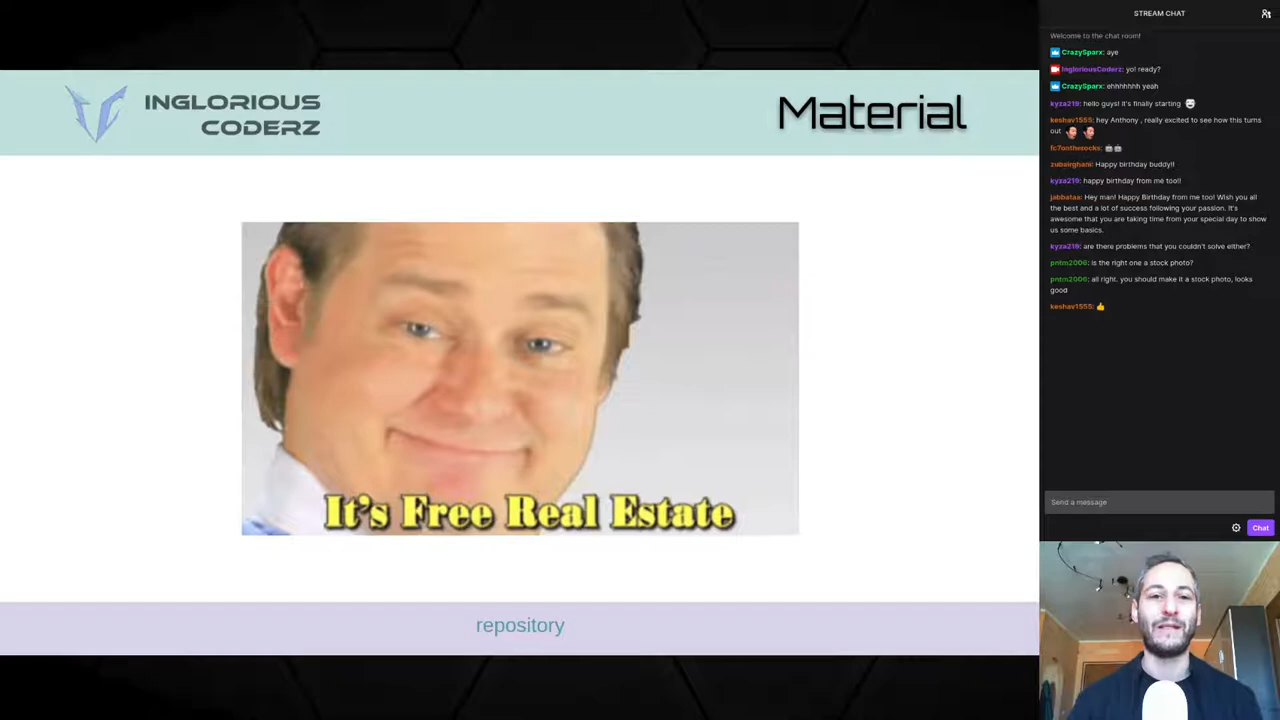 INGLORIOUS
CODERZ
Material
It's Free Real Estate
repository
STREAM CHAT
Welcome to the chat room!
CrazySparx: aye
IngloriousCoderz: yo! ready?
CrazySparx: ehhhhhhh yeah
kyza219: hello guys! it's finally starting
keshav1555: hey Anthony , really excited to see how this turns
out
fc7ootherocks:
zubairghani: Happy birthday buddy!!
kyza219: happy birthday from me too!!
jabbataa: Hey man! Happy Birthday from me too! Wish you all
the best and a lot of success following your passion. It's
awesome that you are taking time from your special day to show
us some basics.
kyza219: are there problems that you couldn't solve either?
pntm2006: is the right one a stock photo?
pntm2006: all right. you should make it a stock photo, looks
good
keshav1555:
Send a message
Chat